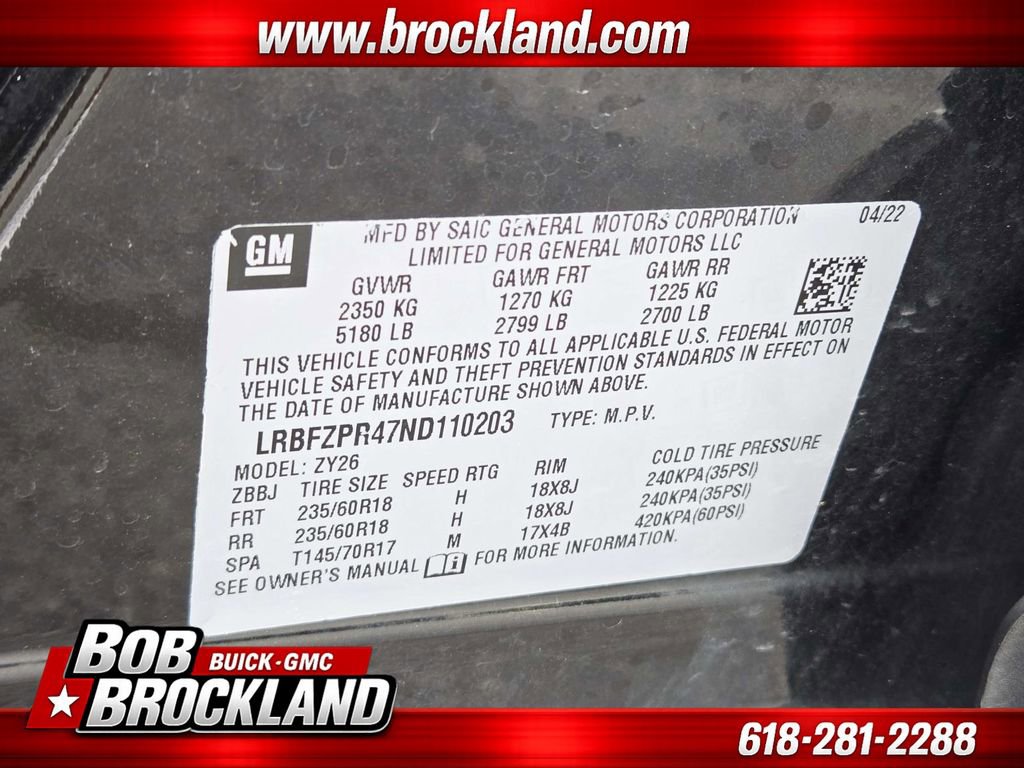 www.brockland.com
GM
MFD BY SAIC GENERAL MOTORS CORPORATION 04/22
LIMITED FOR GENERAL MOTORS LLC
GVWR GAWR FRT GAWR RR
2350 KG 1270 KG 1225 KG
5180 LB 2799 LB 2700 LB
THIS VEHICLE CONFORMS TO ALL APPLICABLE U.S. FEDERAL MOTOR
VEHICLE SAFETY AND THEFT PREVENTION STANDARDS IN EFFECT ON
THE DATE OF MANUFACTURE SHOWN ABOVE.
LRBFZPR47ND110203 TYPE: M.P.V.
MODEL: ZY26
ZBBJ TIRE SIZE SPEED RTG RIM COLD TIRE PRESSURE
FRT 235/60R18 H 18X8J 240KPA(35PSI)
RR 235/60R18 H 18X8J 240KPA(35PSI)
SPA T145/70R17 M 17X4B 420KPA(60PSI)
SEE OWNER'S MANUAL FOR MORE INFORMATION.
BOB BUICK-GMC
BROCKLAND
618-281-2288